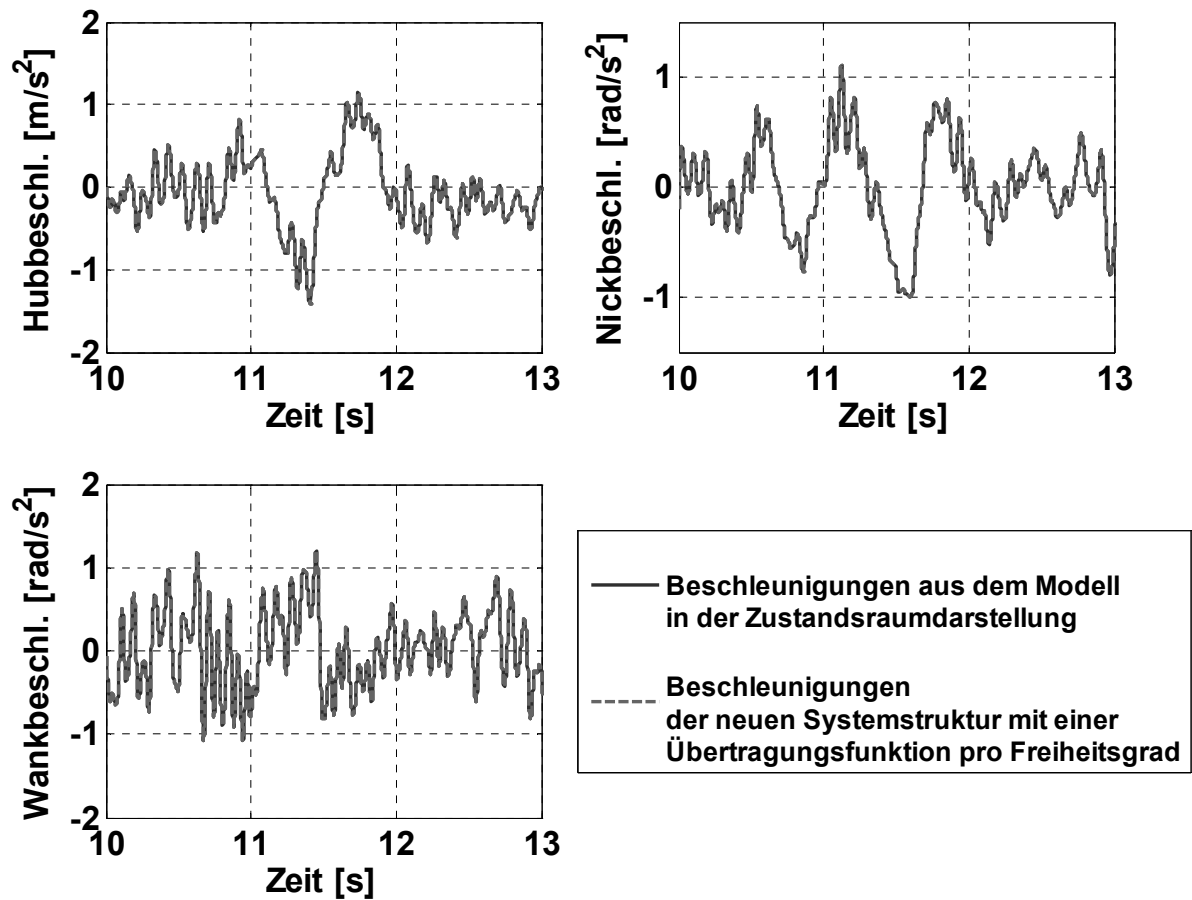 Hubbeschl. [m/s²]
2
1
0
-1
-2
10
11
12
13
Zeit [s]
Nickbeschl. [rad/s²]
1
0
-1
10
11
12
13
Zeit [s]
Wankbeschl. [rad/s²]
2
1
0
-1
-2
10
11
12
13
Zeit [s]
Beschleunigungen aus dem Modell
in der Zustandsraumdarstellung
Beschleunigungen
der neuen Systemstruktur mit einer
Übertragungsfunktion pro Freiheitsgrad